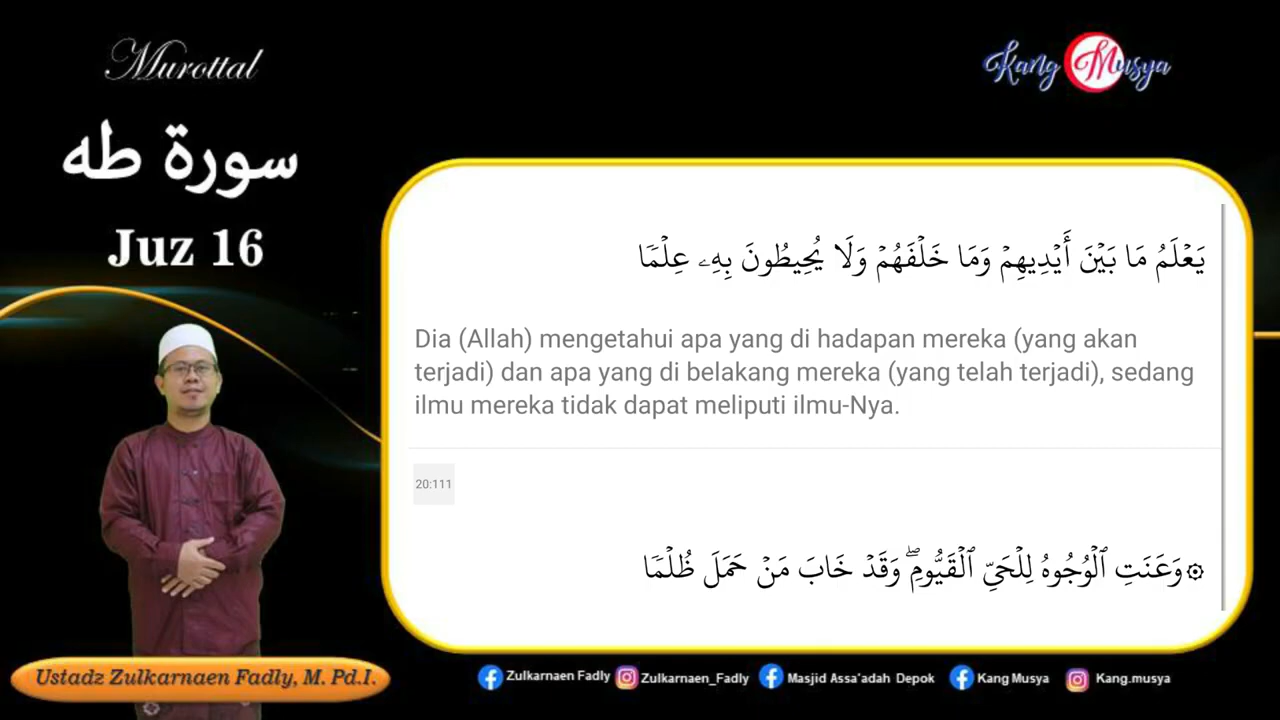 Murottal
Kang Musya
سورة طه
Juz 16
يَعْلَمُ مَا بَيْنَ أَيْدِيهِمْ وَمَا خَلْفَهُمْ وَلَا يُحِيطُونَ بِهِۦ عِلْمًا
Dia (Allah) mengetahui apa yang di hadapan mereka (yang akan
terjadi) dan apa yang di belakang mereka (yang telah terjadi), sedang
ilmu mereka tidak dapat meliputi ilmu-Nya.
20:111
۞ وَعَنَتِ ٱلْوُجُوهُ لِلْحَىِّ ٱلْقَيُّومِ ۖ وَقَدْ خَابَ مَنْ حَمَلَ ظُلْمًا
Ustadz Zulkarnaen Fadly, M. Pd.I.
Zulkarnaen Fadly Zulkarnaen_Fadly Masjid Assa'adah Depok Kang Musya Kang.musya